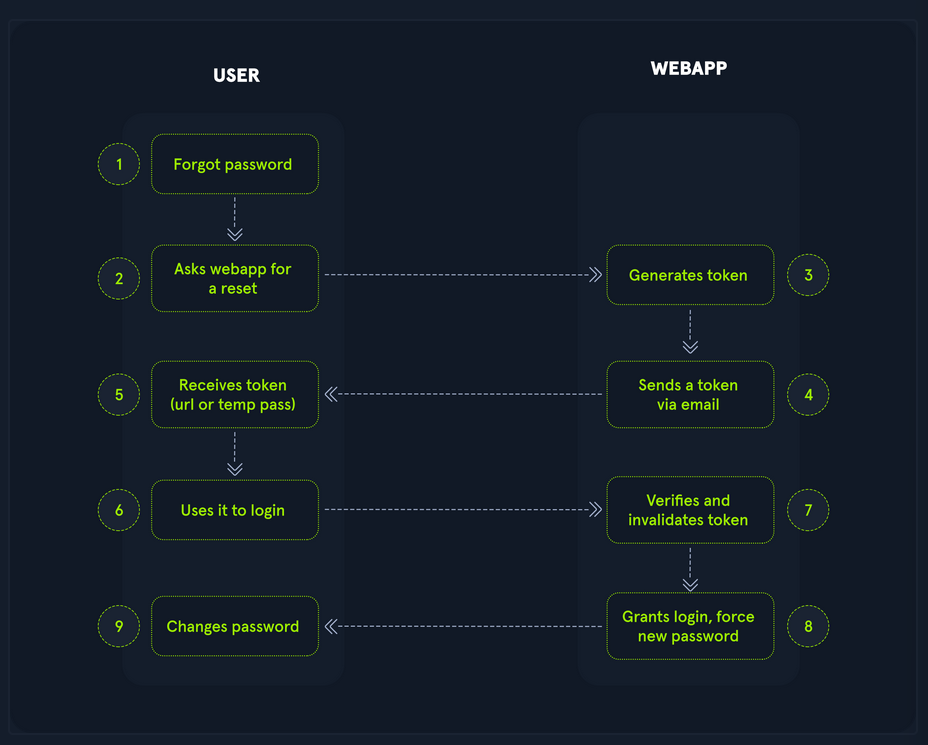 USER
WEBAPP
1
Forgot password
2
Asks webapp for
a reset
Generates token
3
5
Receives token
(url or temp pass)
Sends a token
via email
4
6
Uses it to login
Verifies and
invalidates token
7
9
Changes password
Grants login, force
new password
8